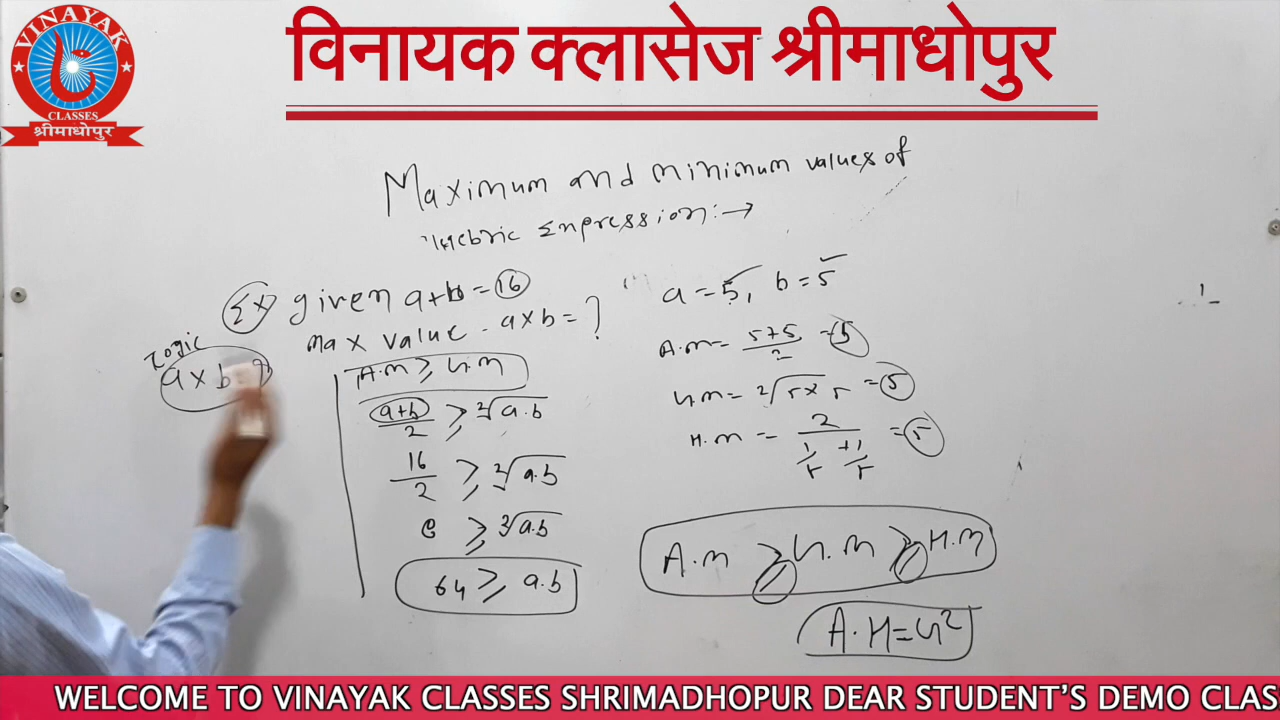 VINAYAK
CLASSES
श्रीमाधोपुर
विनायक क्लासेज श्रीमाधोपुर
Maximum and minimum values of
Expression:→
Ex given a+b=16
Max value - a×b=?
Logic
a×b
A.m ≥ G.m
a+b/2 ≥ ²√a.b
16/2 ≥ ²√a.b
8 ≥ ²√a.b
64 ≥ a.b
a=5, b=5
A.m= 5+5/2 =5
G.m= ²√5×5 =5
H.m = 2/(1/5+1/5) =5
A.m ≥ G.m ≥ H.m
A.H=G²
WELCOME TO VINAYAK CLASSES SHRIMADHOPUR DEAR STUDENT'S DEMO CLAS